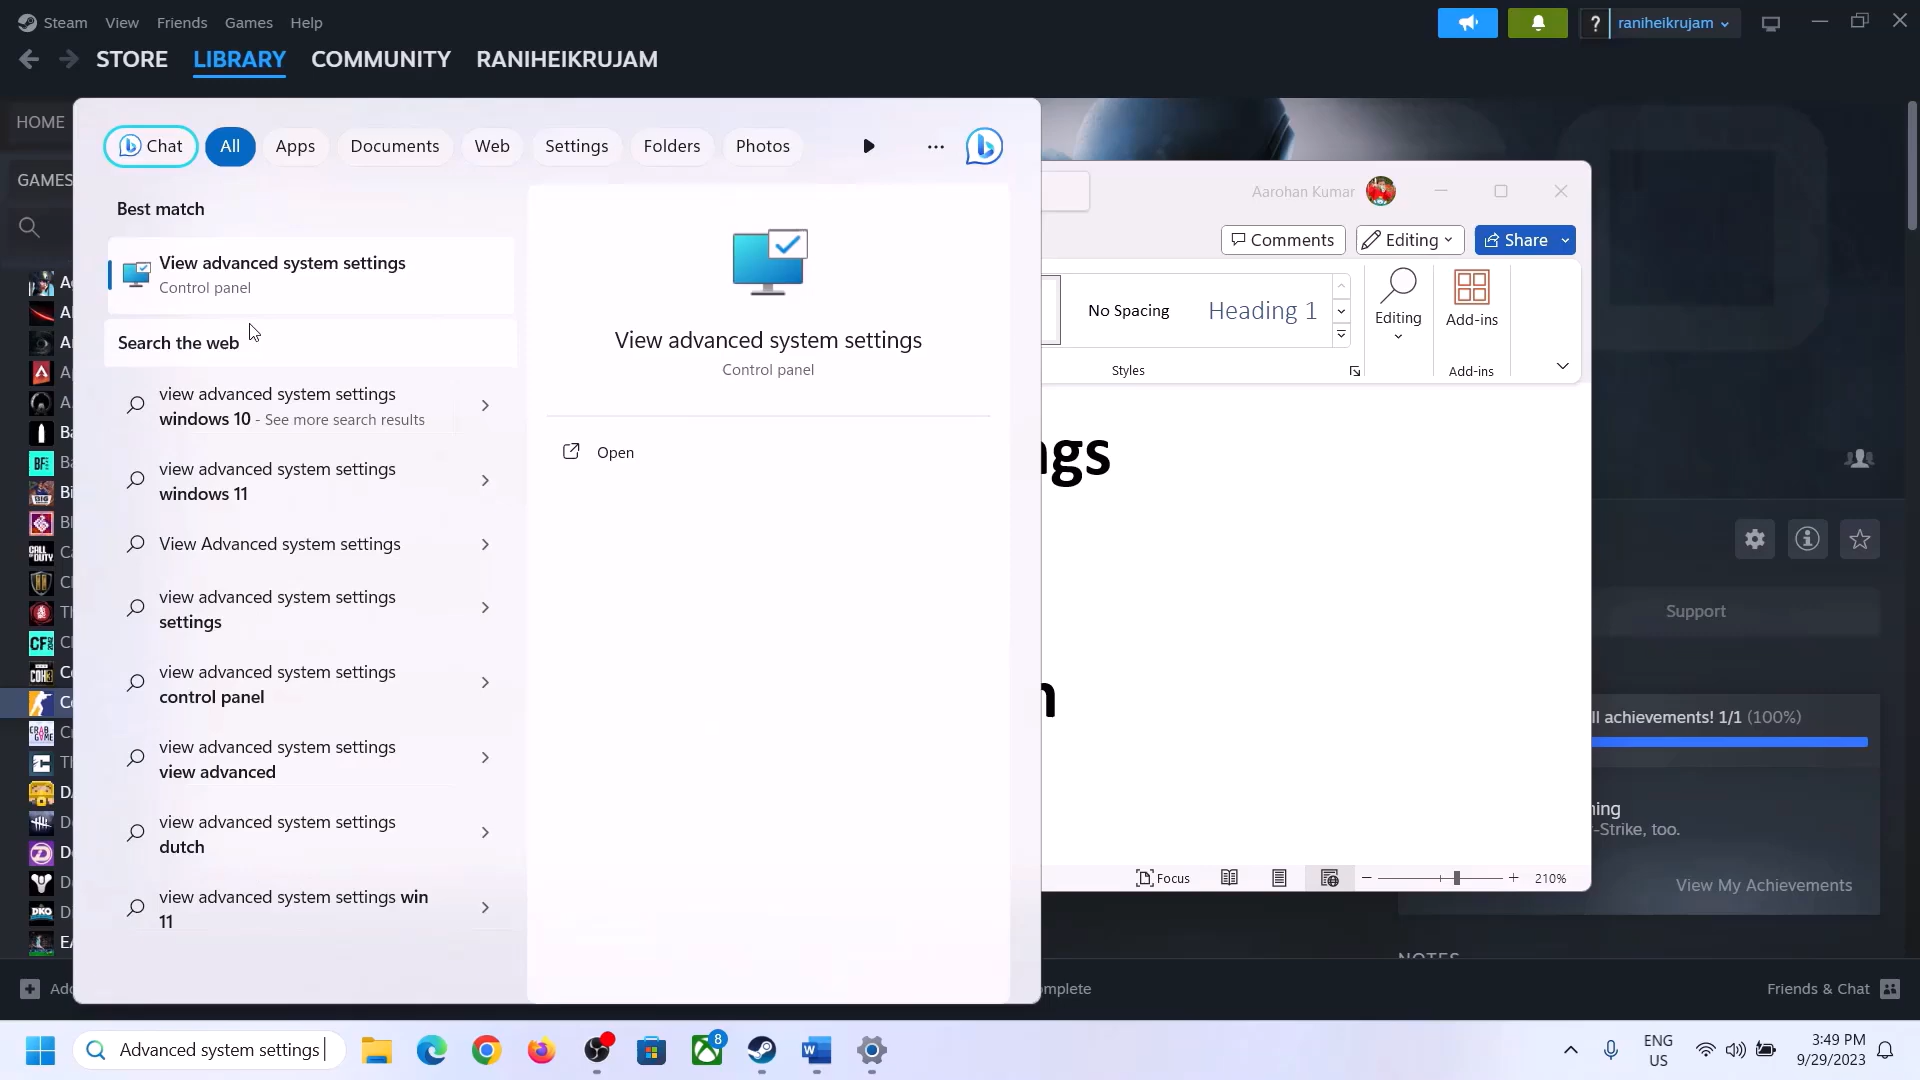 Steam View Friends Games Help
raniheikrujam
STORE LIBRARY COMMUNITY RANIHEIKRUJAM
HOME
GAMES
Chat All Apps Documents Web Settings Folders Photos
Best match
View advanced system settings
Control panel
Search the web
view advanced system settings
windows 10 - See more search results
view advanced system settings
windows 11
View Advanced system settings
view advanced system settings
settings
view advanced system settings
control panel
view advanced system settings
view advanced
view advanced system settings
dutch
view advanced system settings win
11
View advanced system settings
Control panel
Open
Aarohan Kumar
Comments Editing Share
No Spacing Heading 1
Editing
Add-ins
Styles
Add-ins
ngs
n
Focus
210%
Support
ll achievements! 1/1 (100%)
ning
-Strike, too.
View My Achievements
NOTES
Add
mplete
Friends & Chat
Advanced system settings
8
ENG
US
3:49 PM
9/29/2023